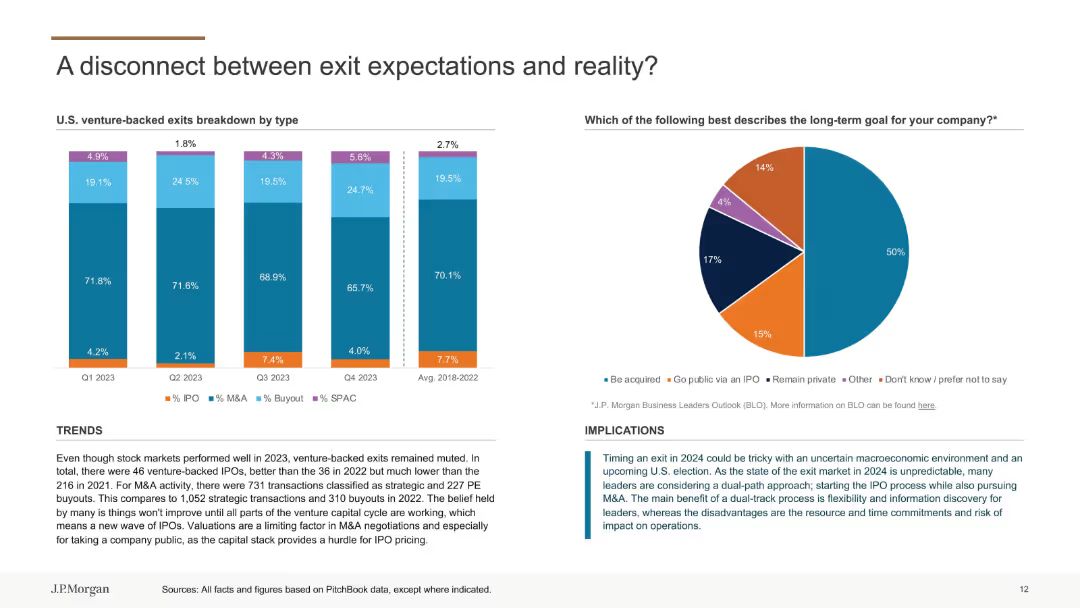 A disconnect between exit expectations and reality?
U.S. venture-backed exits breakdown by type
1.8%
2.7%
4.9%
4.3%
5.6%
19.1%
24.5%
19.5%
24.7%
19.5%
71.8%
71.6%
68.9%
65.7%
70.1%
4.2%
2.1%
7.4%
4.0%
7.7%
Q1 2023
Q2 2023
Q3 2023
Q4 2023
Avg. 2018-2022
% IPO % M&A % Buyout % SPAC
TRENDS
Even though stock markets performed well in 2023, venture-backed exits remained muted. In
total, there were 46 venture-backed IPOs, better than the 36 in 2022 but much lower than the
216 in 2021. For M&A activity, there were 731 transactions classified as strategic and 227 PE
buyouts. This compares to 1,052 strategic transactions and 310 buyouts in 2022. The belief held
by many is things won't improve until all parts of the venture capital cycle are working, which
means a new wave of IPOs. Valuations are a limiting factor in M&A negotiations and especially
for taking a company public, as the capital stack provides a hurdle for IPO pricing.
Which of the following best describes the long-term goal for your company?*
14%
4%
17%
15%
50%
Be acquired Go public via an IPO Remain private Other Don't know / prefer not to say
*J.P. Morgan Business Leaders Outlook (BLO). More information on BLO can be found here.
IMPLICATIONS
Timing an exit in 2024 could be tricky with an uncertain macroeconomic environment and an
upcoming U.S. election. As the state of the exit market in 2024 is unpredictable, many
leaders are considering a dual-path approach; starting the IPO process while also pursuing
M&A. The main benefit of a dual-track process is flexibility and information discovery for
leaders, whereas the disadvantages are the resource and time commitments and risk of
impact on operations.
J.P.Morgan
Sources: All facts and figures based on PitchBook data, except where indicated.
12